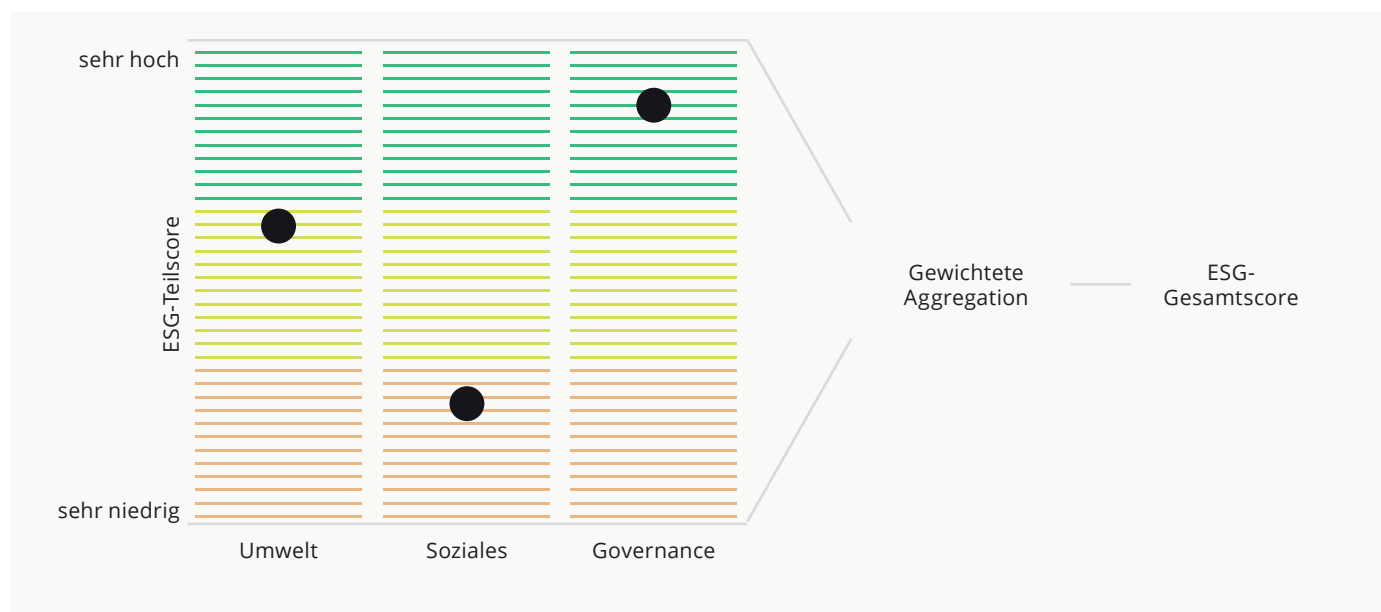 sehr hoch
ESG-Teilscore
sehr niedrig
Umwelt
Soziales
Governance
Gewichtete
Aggregation
ESG-
Gesamtscore